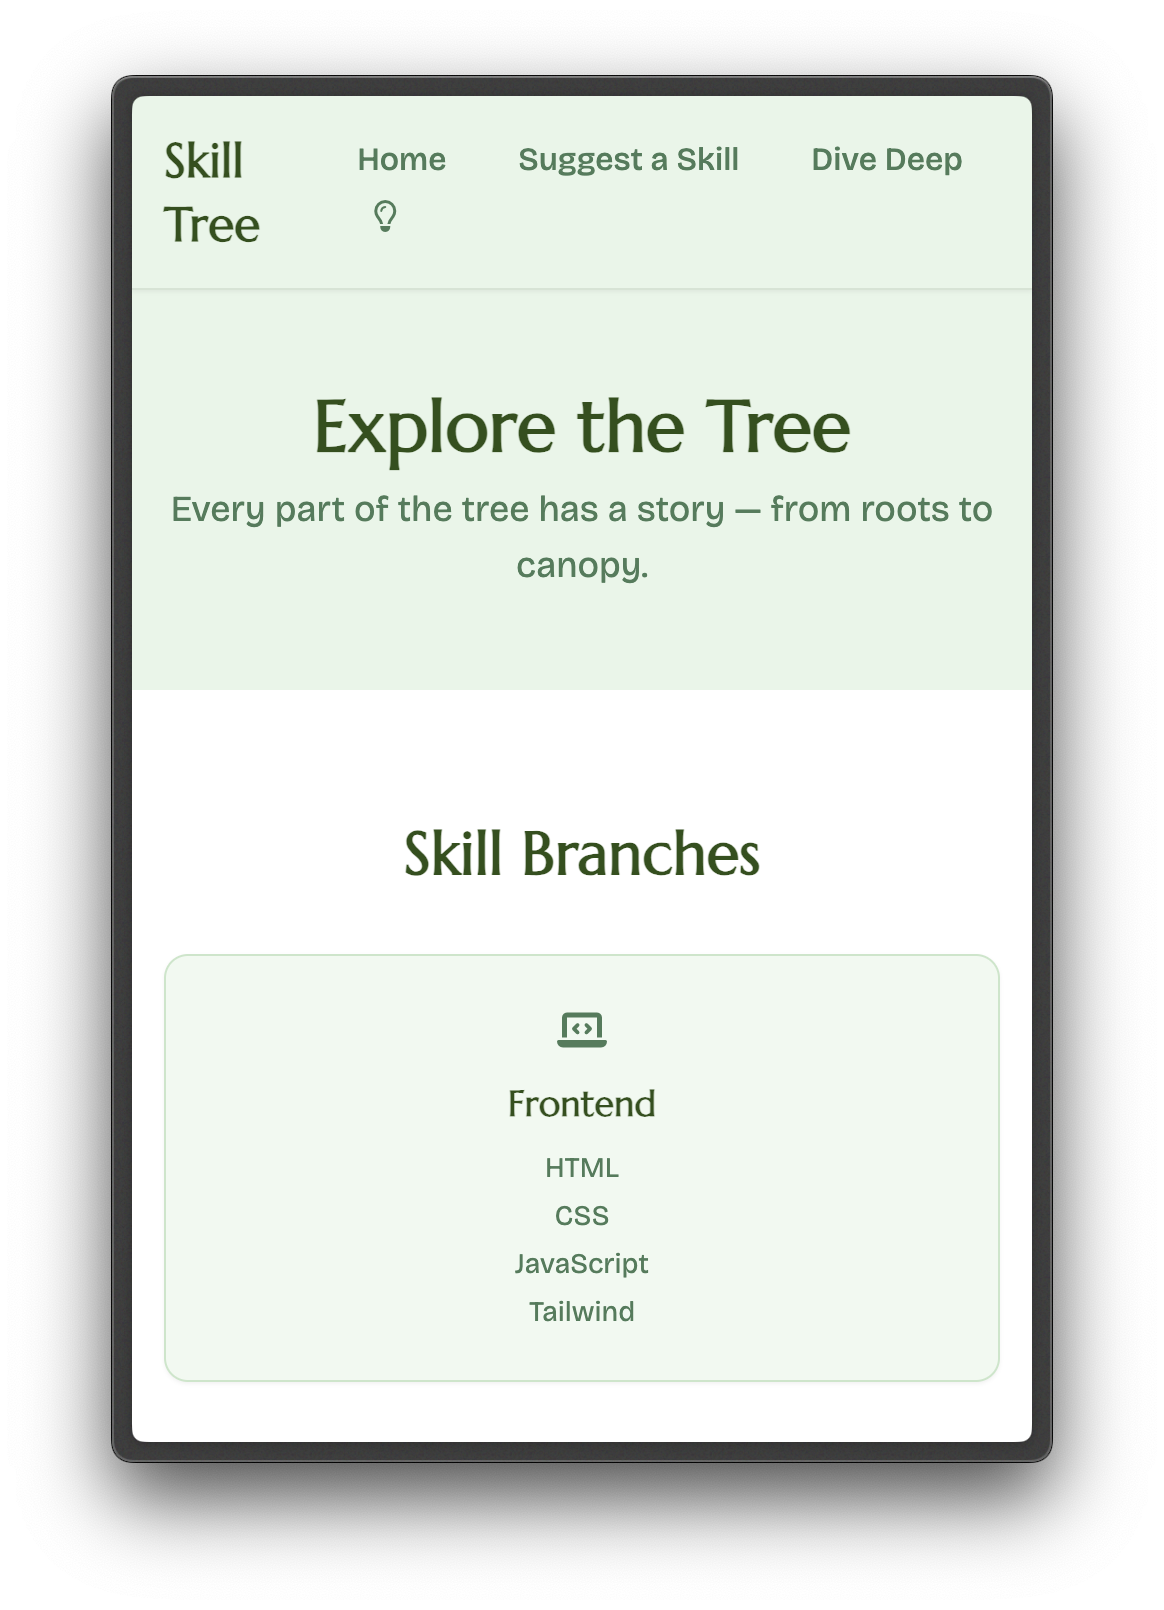 Skill
Tree
Home Suggest a Skill Dive Deep
Explore the Tree
Every part of the tree has a story — from roots to
canopy.
Skill Branches
Frontend
HTML
CSS
JavaScript
Tailwind